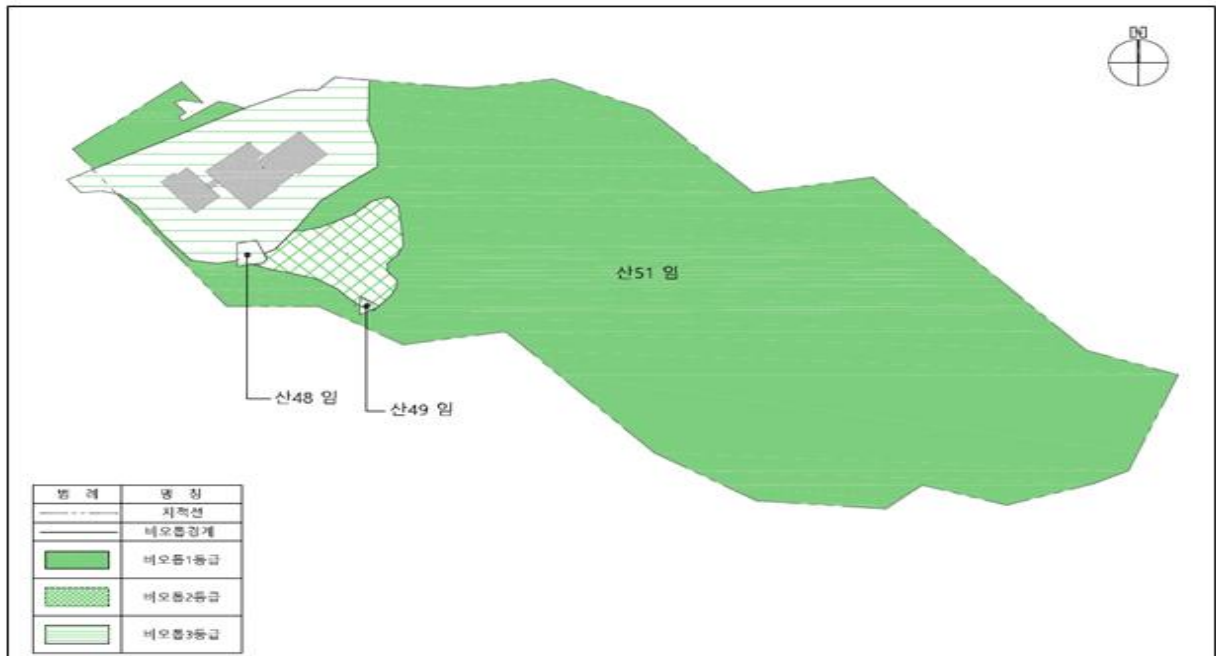 N
산51 임
산48 임
산49 임
범 례 명 칭
지적선
비오톱경계
비오톱1등급
비오톱2등급
비오톱3등급